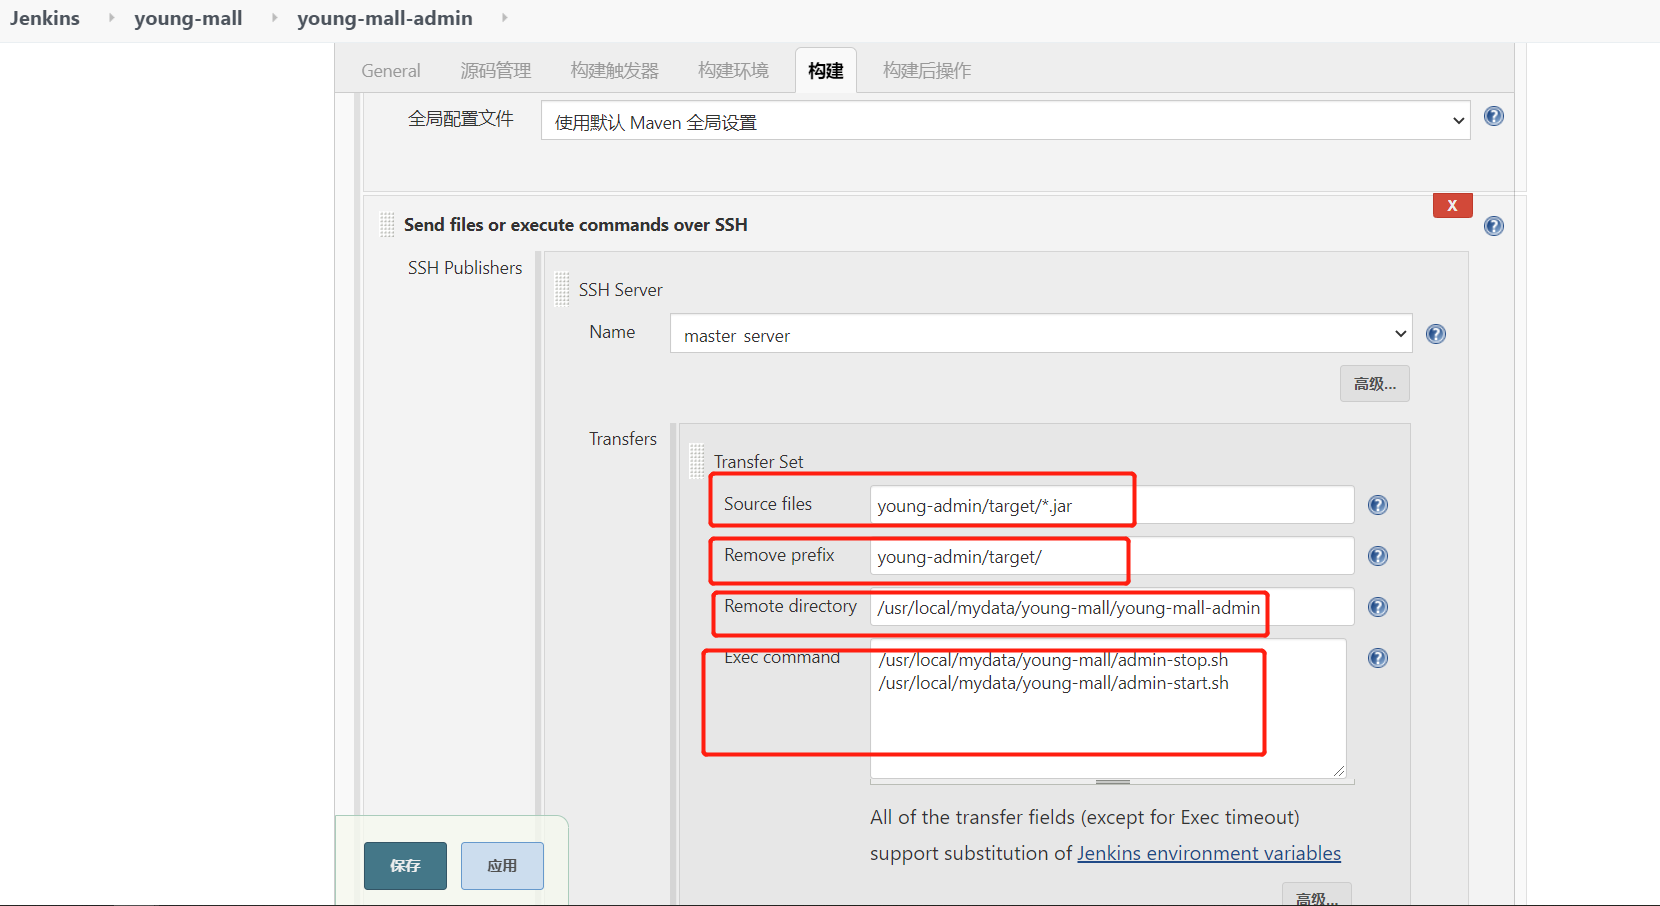 Jenkins young-mall young-mall-admin
General 源码管理 构建触发器 构建环境 构建 构建后操作
全局配置文件 使用默认 Maven 全局设置
X
Send files or execute commands over SSH
SSH Publishers
SSH Server
Name master server
高级...
Transfers
Transfer Set
Source files young-admin/target/*.jar
Remove prefix young-admin/target/
Remote directory /usr/local/mydata/young-mall/young-mall-admin
Exec command /usr/local/mydata/young-mall/admin-stop.sh
/usr/local/mydata/young-mall/admin-start.sh
All of the transfer fields (except for Exec timeout)
support substitution of Jenkins environment variables
保存 应用
高级...